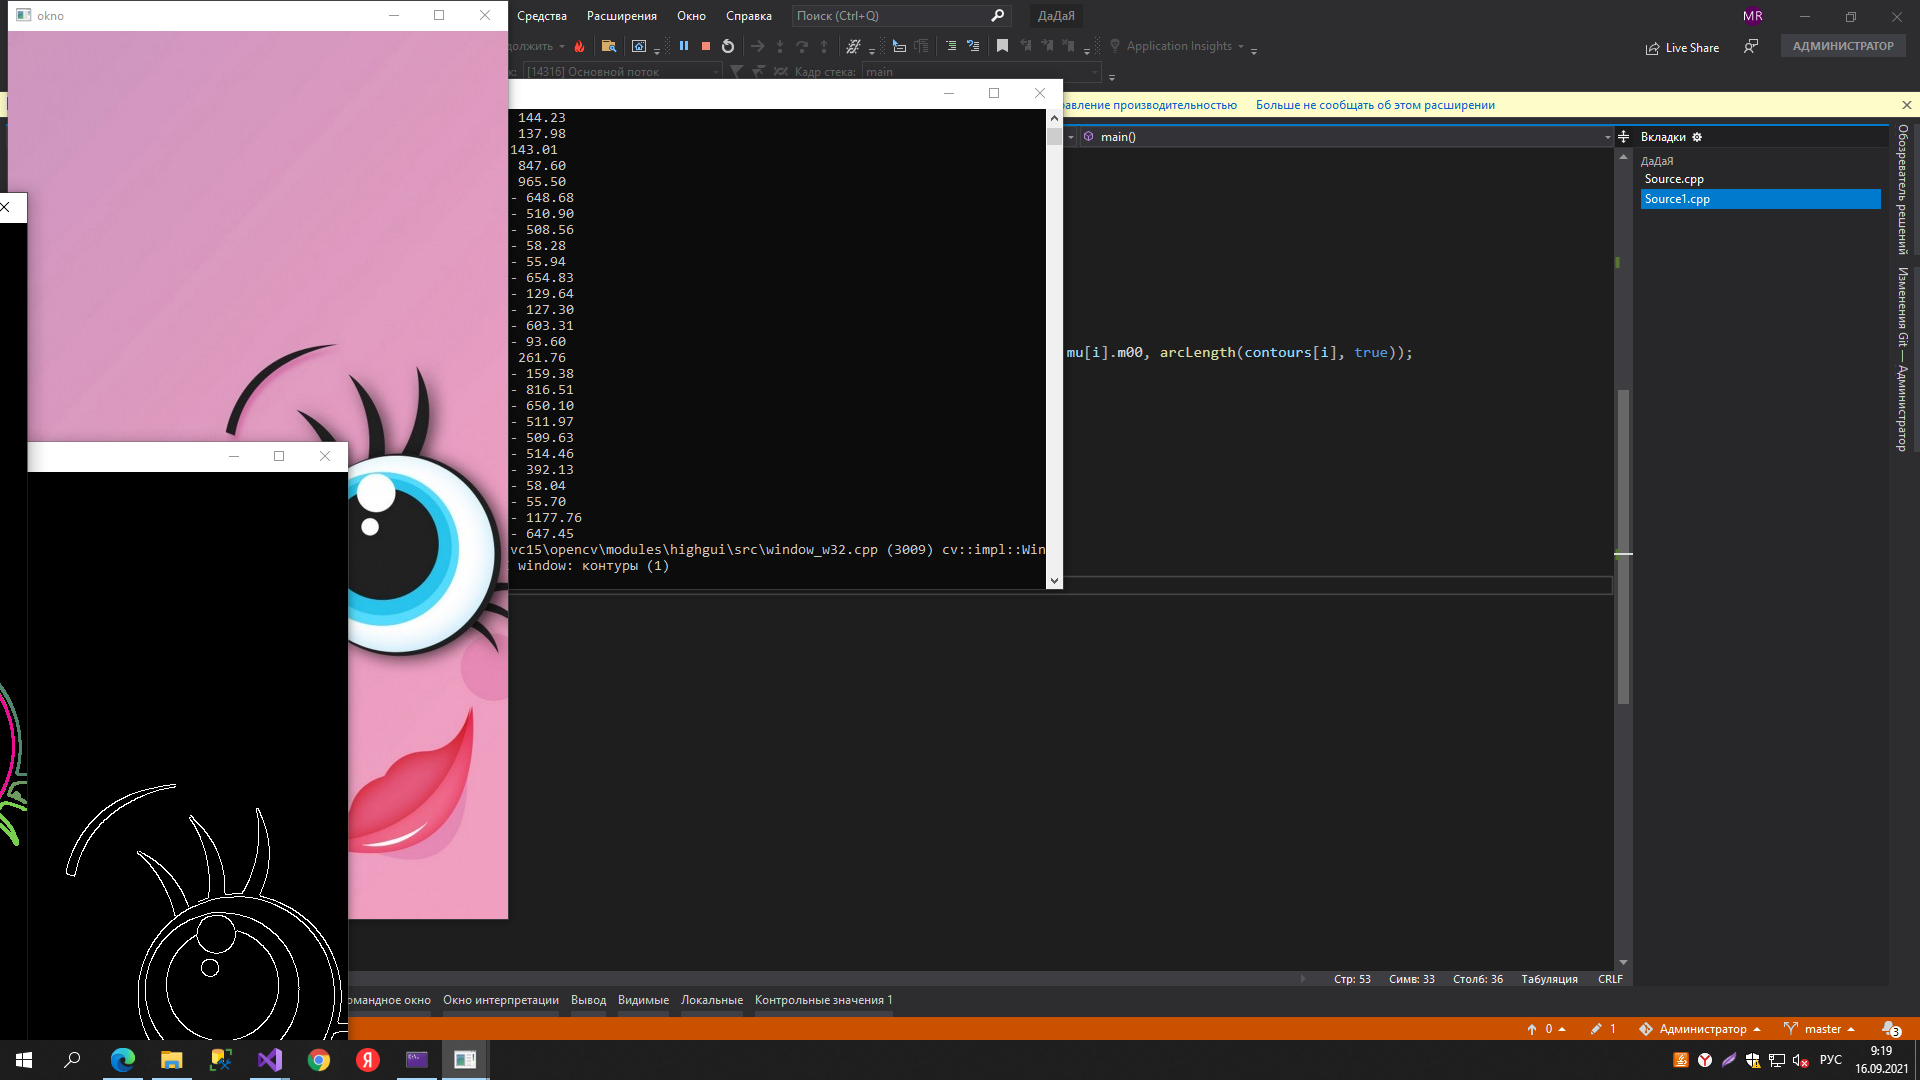 okno
Средства
Расширения
Окно
Справка
Поиск (Ctrl+Q)
ДаДаЯ
MR
должить
Application Insights
Live Share
АДМИНИСТРАТОР
[14316] Основной поток
Кадр стека:
main
авление производительностью
Больше не сообщать об этом расширении
main()
Вкладки
ДаДаЯ
Source.cpp
Source1.cpp
Обозреватель решений
Изменения Git — Администратор
144.23
137.98
143.01
847.60
965.50
- 648.68
- 510.90
- 508.56
- 58.28
- 55.94
- 654.83
- 129.64
- 127.30
- 603.31
- 93.60
261.76
- 159.38
- 816.51
- 650.10
- 511.97
- 509.63
- 514.46
- 392.13
- 58.04
- 55.70
- 1177.76
- 647.45
vc15\opencv\modules\highgui\src\window_w32.cpp (3009) cv::impl::Win
window: контуры (1)
mu[i].m00, arcLength(contours[i], true));
Стр: 53
Симв: 33
Столб: 36
Табуляция
CRLF
омандное окно
Окно интерпретации
Вывод
Видимые
Локальные
Контрольные значения 1
0
1
Администратор
master
3
РУС
9:19
16.09.2021